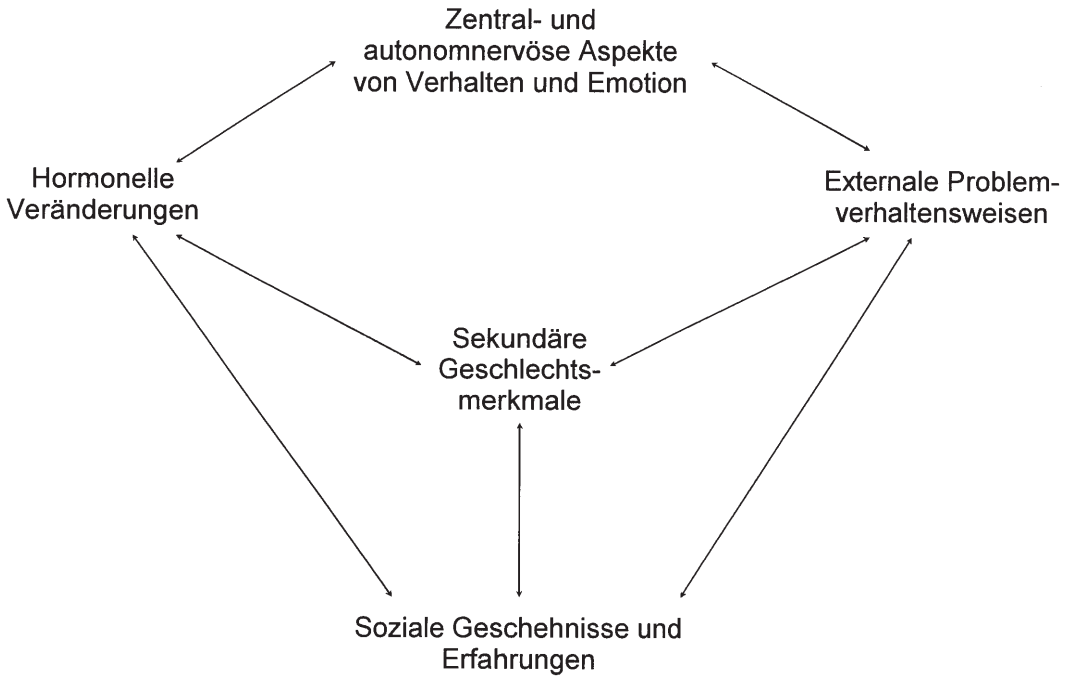 Zentral- und
autonomnervöse Aspekte
von Verhalten und Emotion
Hormonelle
Veränderungen
Externale Problem-
verhaltensweisen
Sekundäre
Geschlechts-
merkmale
Soziale Geschehnisse und
Erfahrungen